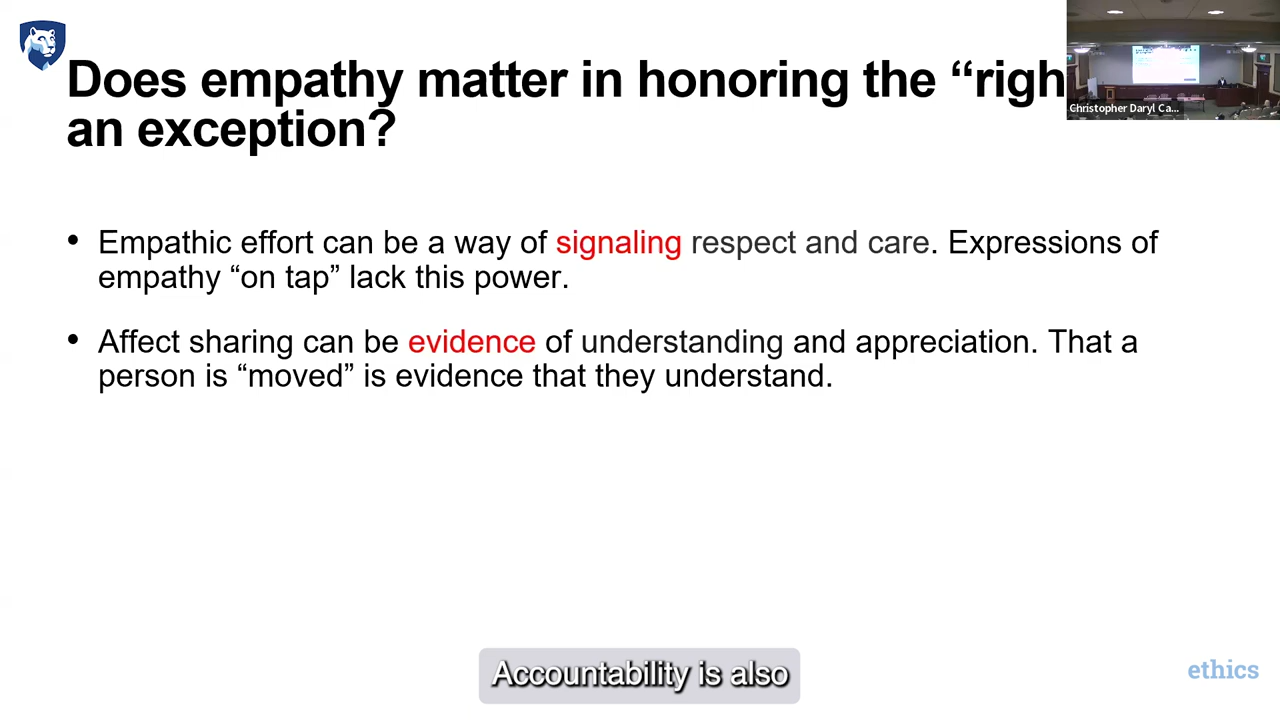 Does empathy matter in honoring the “righ
an exception?
Christopher Daryl Ca...
• Empathic effort can be a way of signaling respect and care. Expressions of
empathy “on tap” lack this power.
• Affect sharing can be evidence of understanding and appreciation. That a
person is “moved” is evidence that they understand.
Accountability is also
ethics